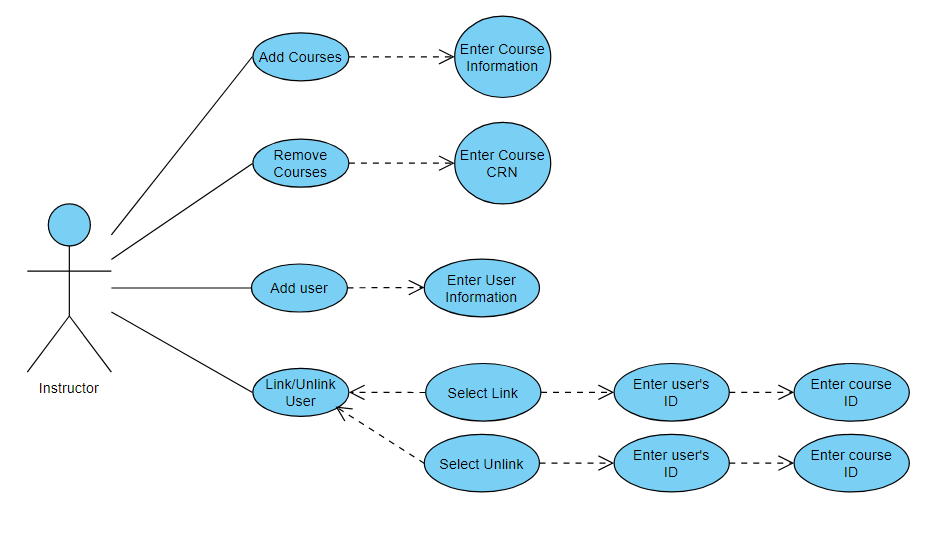 Add Courses
Enter Course
Information
Remove
Courses
Enter Course
CRN
Add user
Enter User
Information
Instructor
Link/Unlink
User
Select Link
Enter user's
ID
Enter course
ID
Select Unlink
Enter user's
ID
Enter course
ID